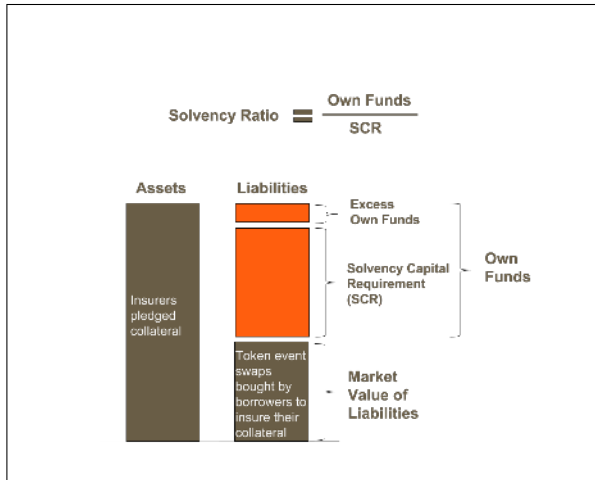 Solvency Ratio = Own Funds
SCR
Assets
Liabilities
Excess
Own Funds
Own
Funds
Solvency Capital
Requirement
(SCR)
Insurers
pledged
collateral
Token event
swaps
bought by
borrowers to
insure their
collateral
Market
Value of
Liabilities